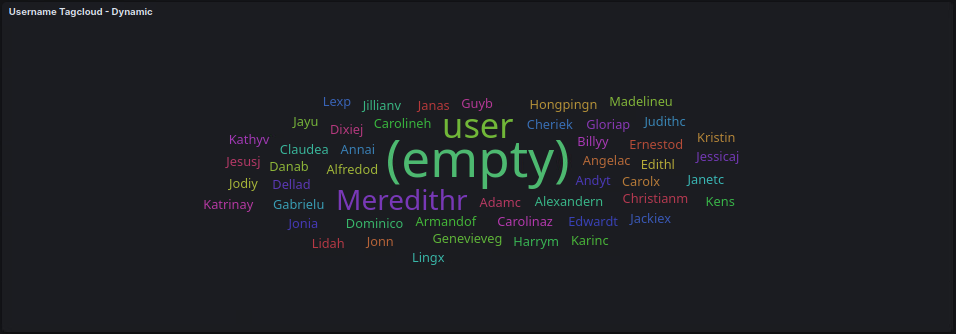 Username Tagcloud - Dynamic
Lexp Jillianv Janas Guyb Hongpingn Madelineu
Jayu Dixiej Carolineh user Cheriek Gloriap Judithc
Kathyv Claudea Annai Billyy Ernestod Kristin
Jesusj Danab Alfredod (empty) Angelac Edithl Jessicaj
Jodiy Dellad Andyt Carolx Janetc
Katrinay Gabrielu Meredithr Adamc Alexandern Christianm Kens
Jonia Dominico Armandof Carolinaz Edwardt Jackiex
Lidah Jonn Genevieveg Harrym Karinc
Lingx